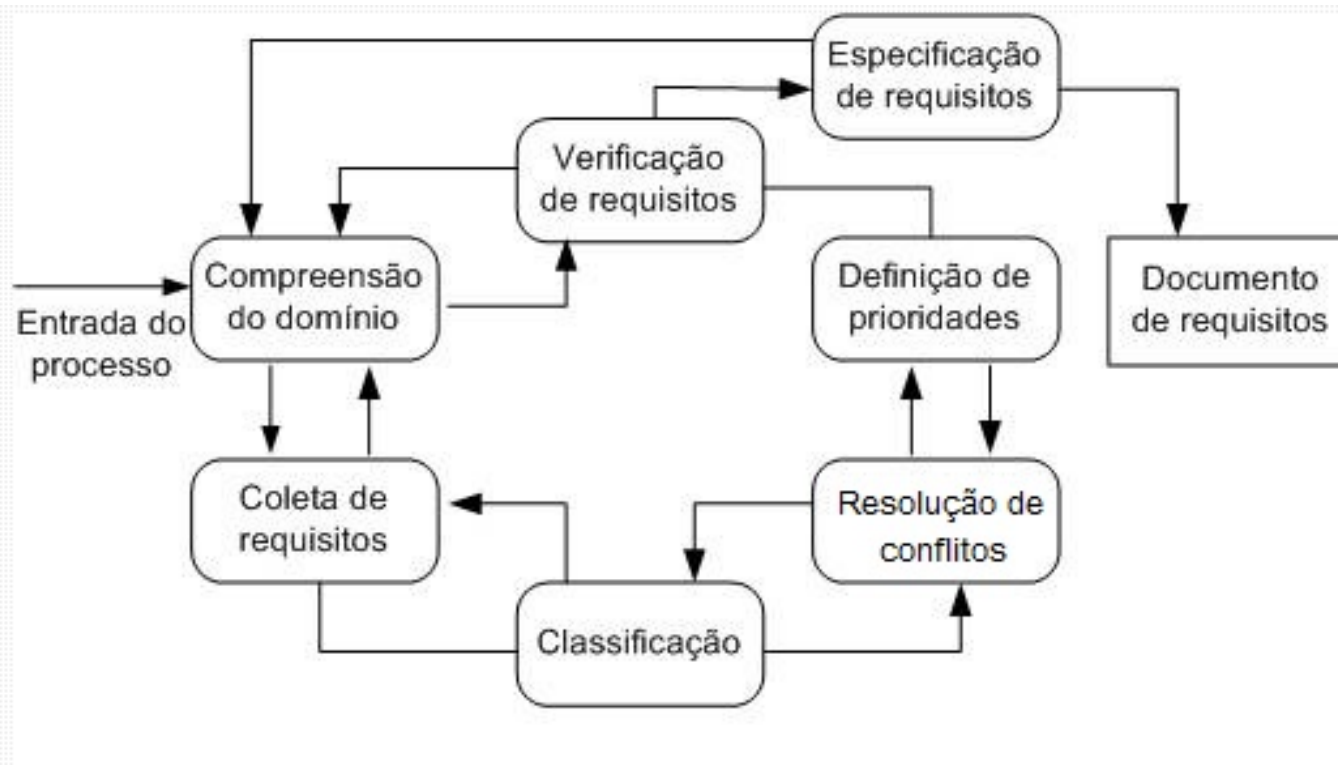 Especificação
de requisitos
Verificação
de requisitos
Compreensão
do domínio
Definição de
prioridades
Documento
de requisitos
Entrada do
processo
Coleta de
requisitos
Resolução de
conflitos
Classificação